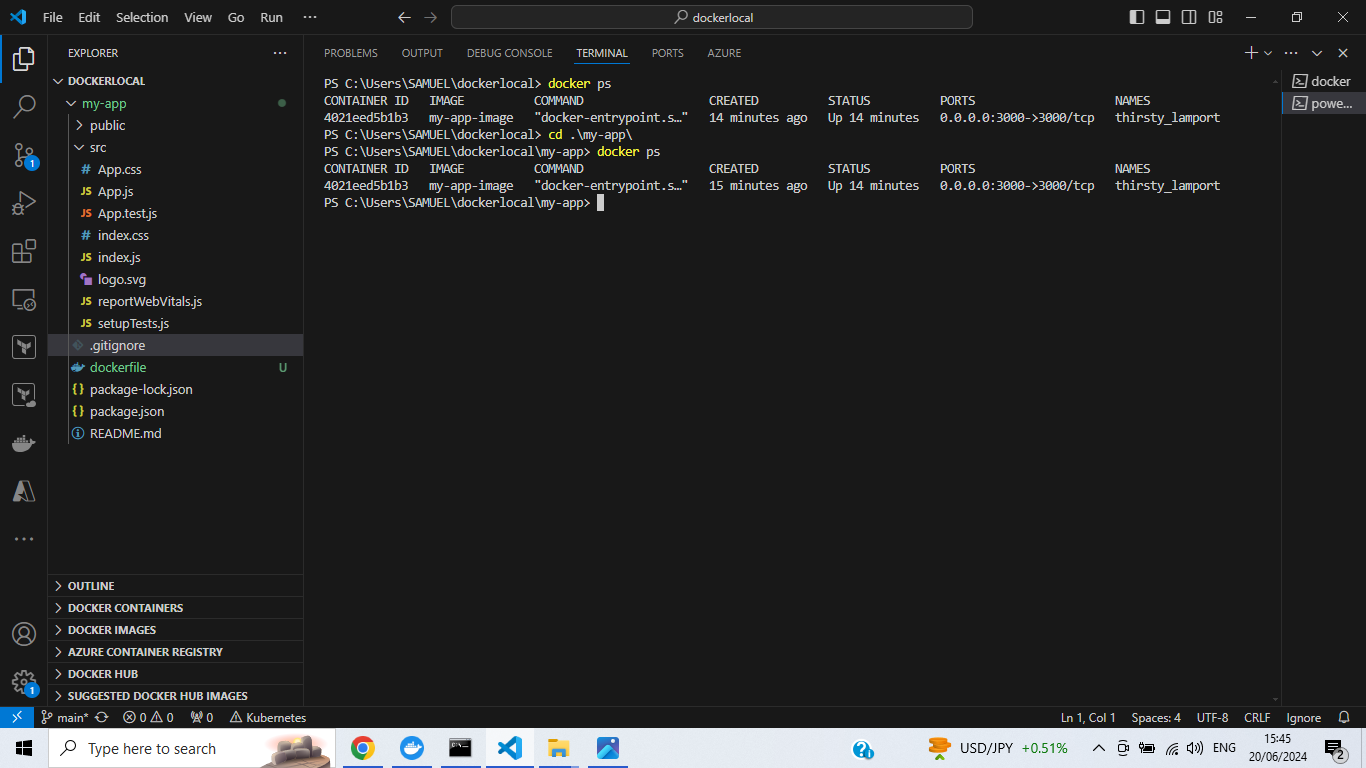 File Edit Selection View Go Run ··· dockerlocal
EXPLORER ···
DOCKERLOCAL
my-app
public
src
# App.css
JS App.js
JS App.test.js
# index.css
JS index.js
logo.svg
JS reportWebVitals.js
JS setupTests.js
.gitignore
dockerfile U
{} package-lock.json
{} package.json
README.md
OUTLINE
DOCKER CONTAINERS
DOCKER IMAGES
AZURE CONTAINER REGISTRY
DOCKER HUB
SUGGESTED DOCKER HUB IMAGES
1
1
PROBLEMS OUTPUT DEBUG CONSOLE TERMINAL PORTS AZURE
PS C:\Users\SAMUEL\dockerlocal> docker ps
CONTAINER ID IMAGE COMMAND CREATED STATUS PORTS NAMES
4021eed5b1b3 my-app-image "docker-entrypoint.s…" 14 minutes ago Up 14 minutes 0.0.0.0:3000->3000/tcp thirsty_lamport
PS C:\Users\SAMUEL\dockerlocal> cd .\my-app\
PS C:\Users\SAMUEL\dockerlocal\my-app> docker ps
CONTAINER ID IMAGE COMMAND CREATED STATUS PORTS NAMES
4021eed5b1b3 my-app-image "docker-entrypoint.s…" 15 minutes ago Up 14 minutes 0.0.0.0:3000->3000/tcp thirsty_lamport
PS C:\Users\SAMUEL\dockerlocal\my-app>
docker
powe...
main* 0 0 0 Kubernetes Ln 1, Col 1 Spaces: 4 UTF-8 CRLF Ignore
Type here to search USD/JPY +0.51% ENG 15:45
20/06/2024 2